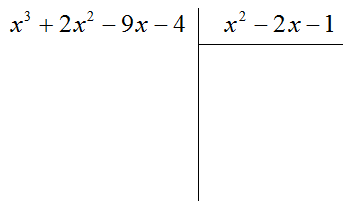 x³ + 2x² − 9x − 4 | x² − 2x − 1